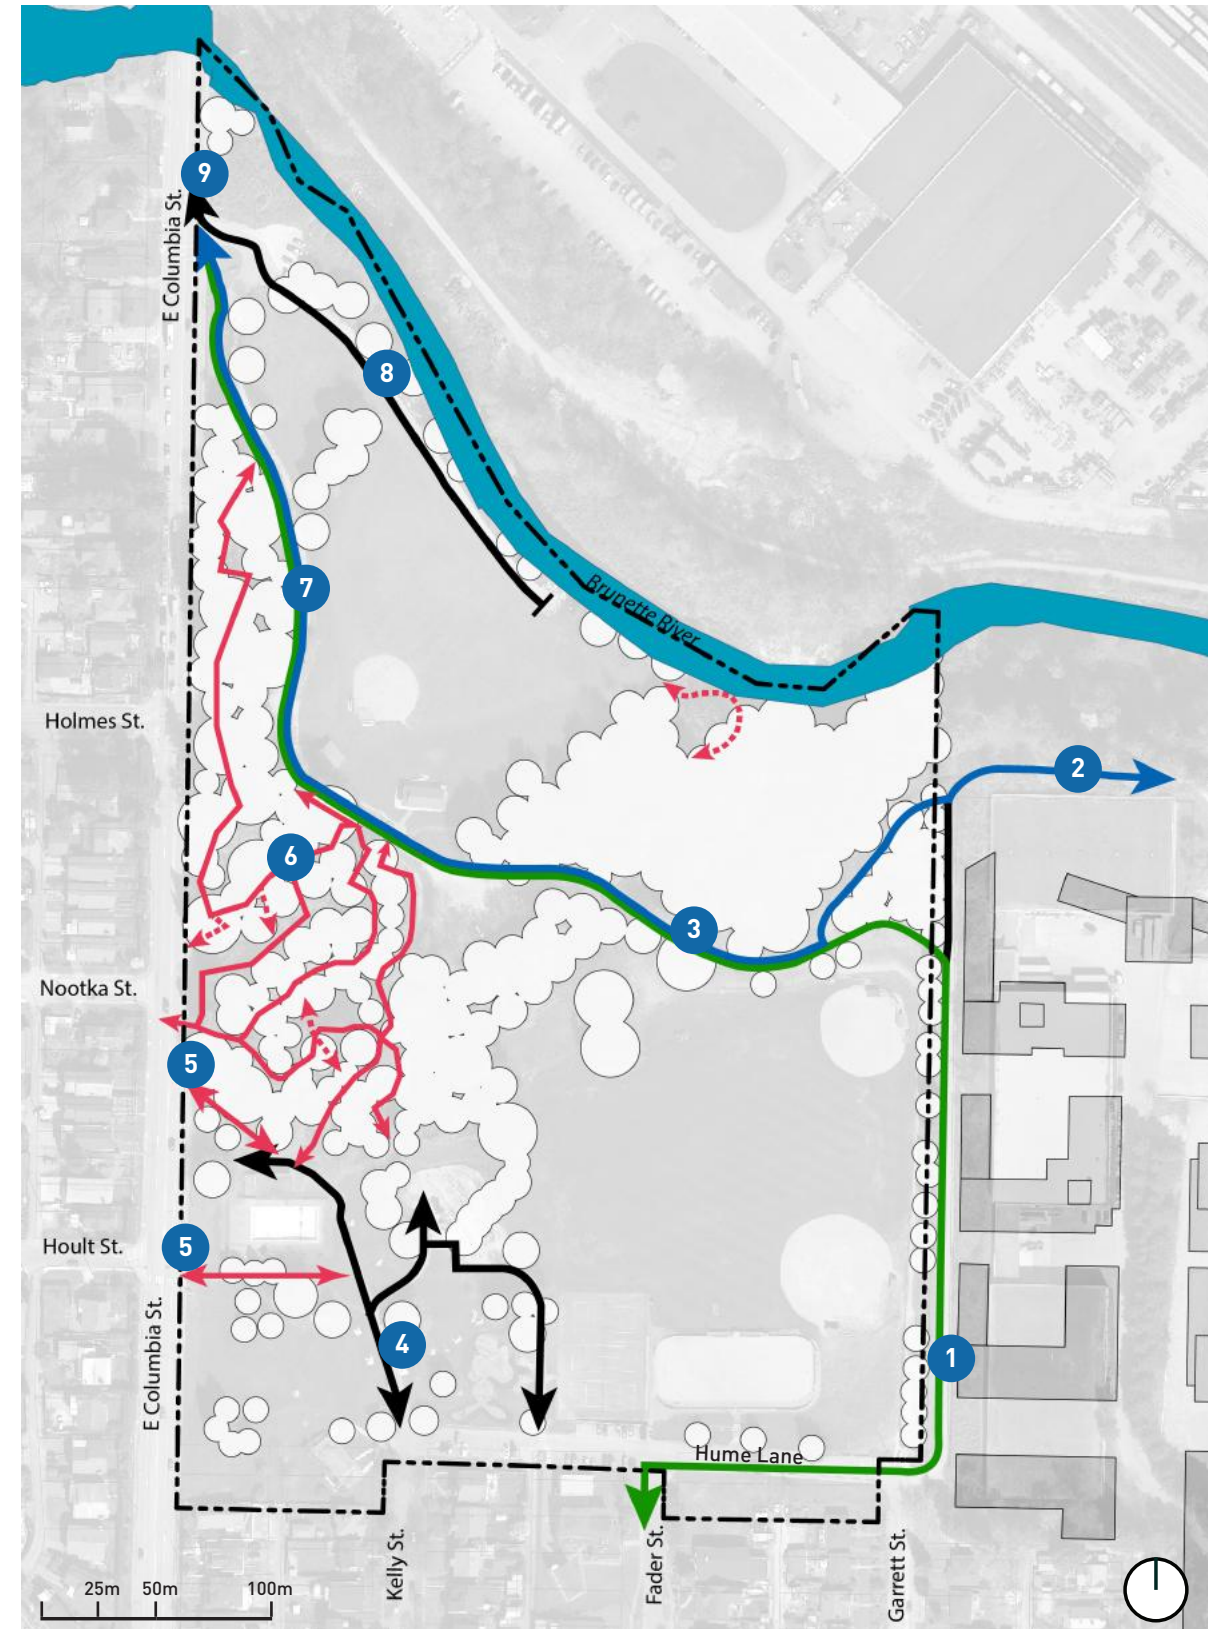 9
E Columbia St.
8
7
Brunette River
Holmes St.
2
6
3
Nootka St.
5
Hoult St.
5
4
1
E Columbia St.
Hume Lane
Kelly St.
Fader St.
Garrett St.
25m 50m 100m